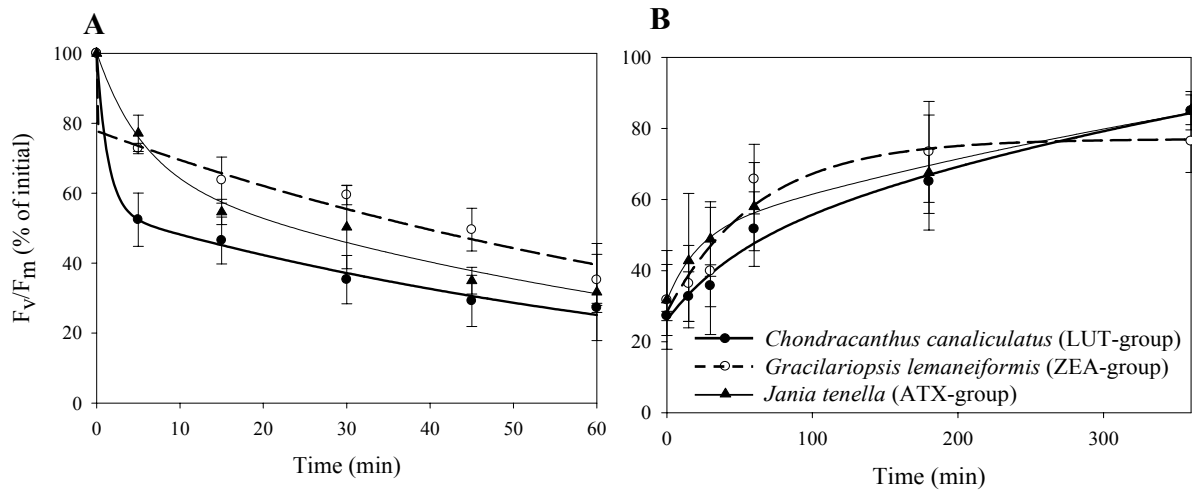 A
B
100
80
60
40
20
0
Fv/Fm (% of initial)
0 10 20 30 40 50 60
Time (min)
100
80
60
40
20
0
Chondracanthus canaliculatus (LUT-group)
Gracilariopsis lemaneiformis (ZEA-group)
Jania tenella (ATX-group)
0 100 200 300
Time (min)